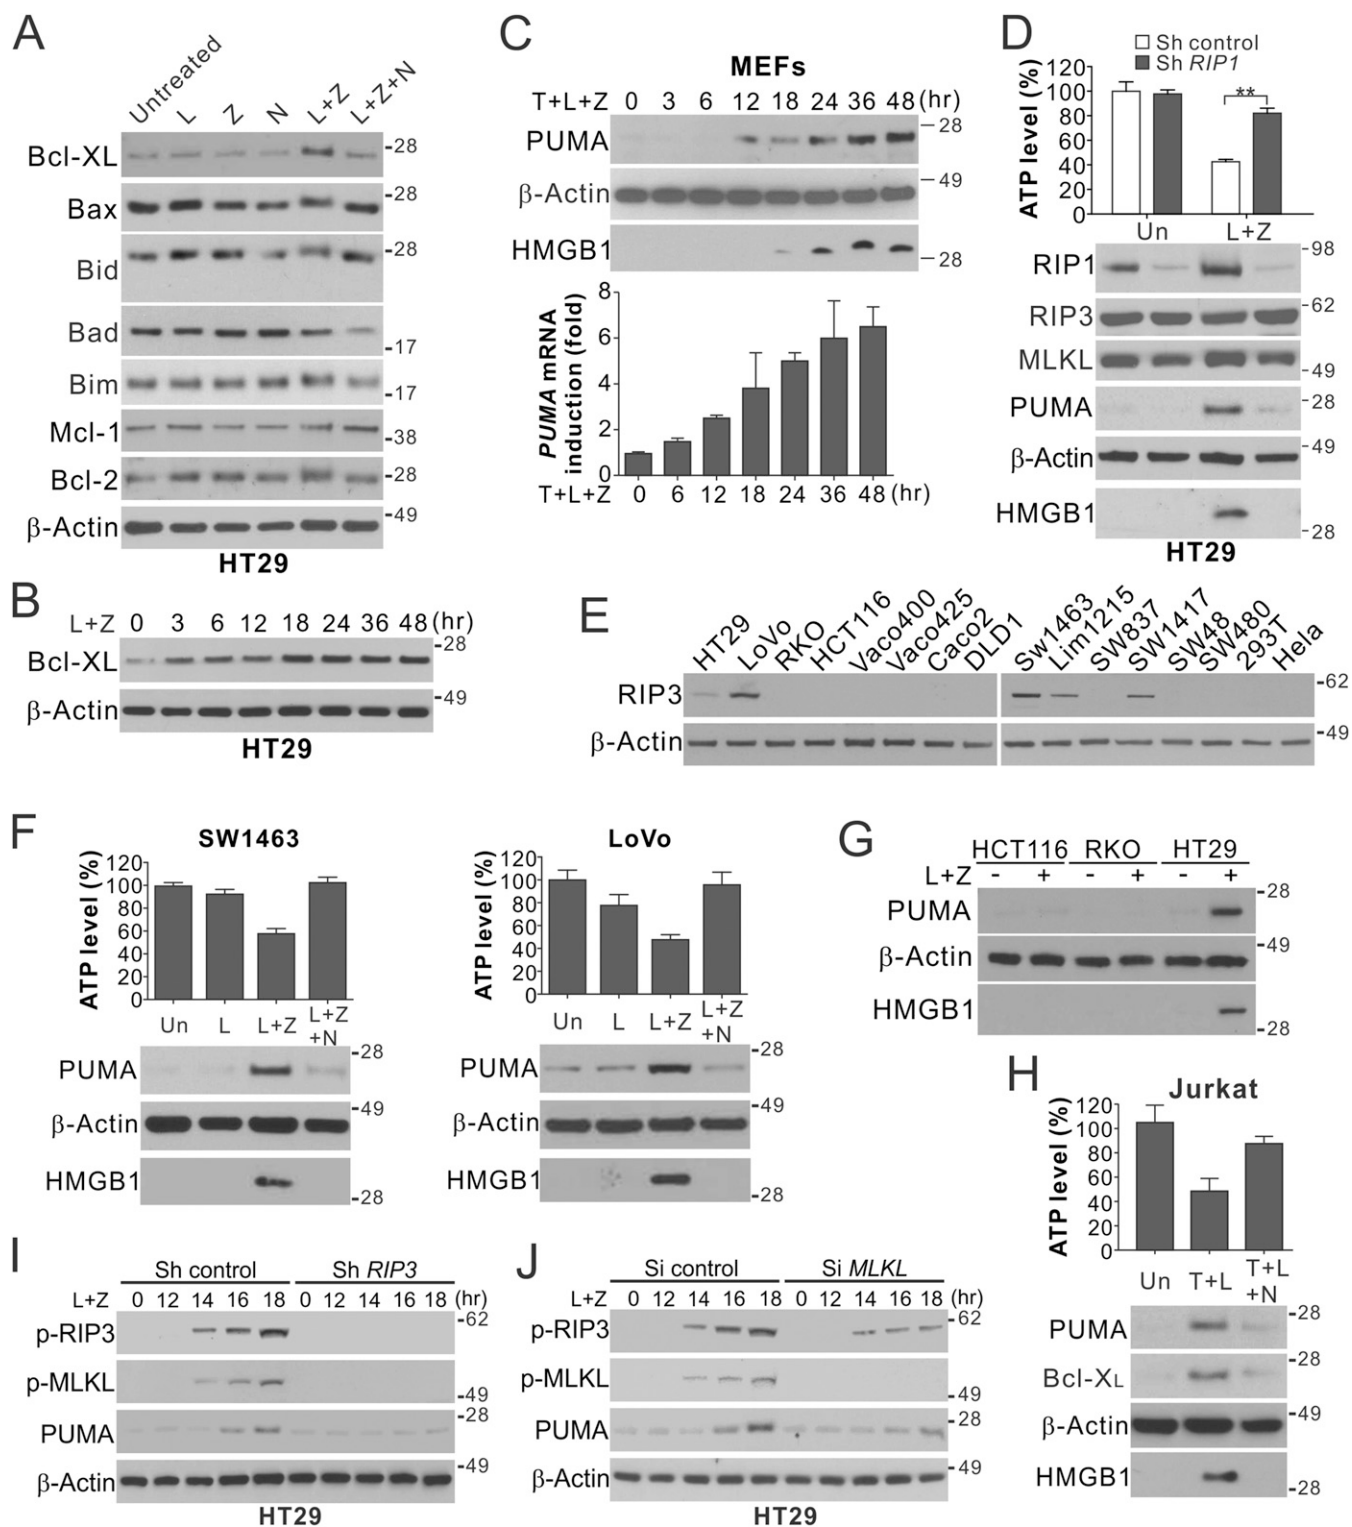 A
Untreated L Z N L+Z L+Z+N
Bcl-XL -28
Bax -28
Bid -28
Bad -17
Bim -17
Mcl-1 -38
Bcl-2 -28
β-Actin -49
HT29
B
L+Z 0 3 6 12 18 24 36 48 (hr)
Bcl-XL -28
β-Actin -49
HT29
C
MEFs
T+L+Z 0 3 6 12 18 24 36 48 (hr)
PUMA -28
β-Actin -49
HMGB1 -28
PUMA mRNA
induction (fold)
8
6
4
2
0
T+L+Z 0 6 12 18 24 36 48 (hr)
D
Sh control
Sh RIP1
ATP level (%)
120
100
80
60
40
20
0
**
Un L+Z
RIP1 -98
RIP3 -62
MLKL -49
PUMA -28
β-Actin -49
HMGB1 -28
HT29
E
HT29 LoVo RKO HCT116 Vaco400 Vaco425 Caco2 DLD1 Sw1463 Lim1215 SW837 SW1417 SW48 SW480 293T Hela
RIP3 -62
β-Actin -49
F
SW1463
ATP level (%)
120
100
80
60
40
20
0
Un L L+Z L+Z
+N
PUMA -28
β-Actin -49
HMGB1 -28
LoVo
ATP level (%)
120
100
80
60
40
20
0
Un L L+Z L+Z
+N
PUMA -28
β-Actin -49
HMGB1 -28
G
HCT116 RKO HT29
L+Z - + - + - +
PUMA -28
β-Actin -49
HMGB1 -28
H
Jurkat
ATP level (%)
120
100
80
60
40
20
0
Un T+L T+L
+N
PUMA -28
Bcl-XL -28
β-Actin -49
HMGB1 -28
I
Sh control Sh RIP3
L+Z 0 12 14 16 18 0 12 14 16 18 (hr)
p-RIP3 -62
p-MLKL -49
PUMA -28
β-Actin -49
HT29
J
Si control Si MLKL
L+Z 0 12 14 16 18 0 12 14 16 18 (hr)
p-RIP3 -62
p-MLKL -49
PUMA -28
β-Actin -49
HT29